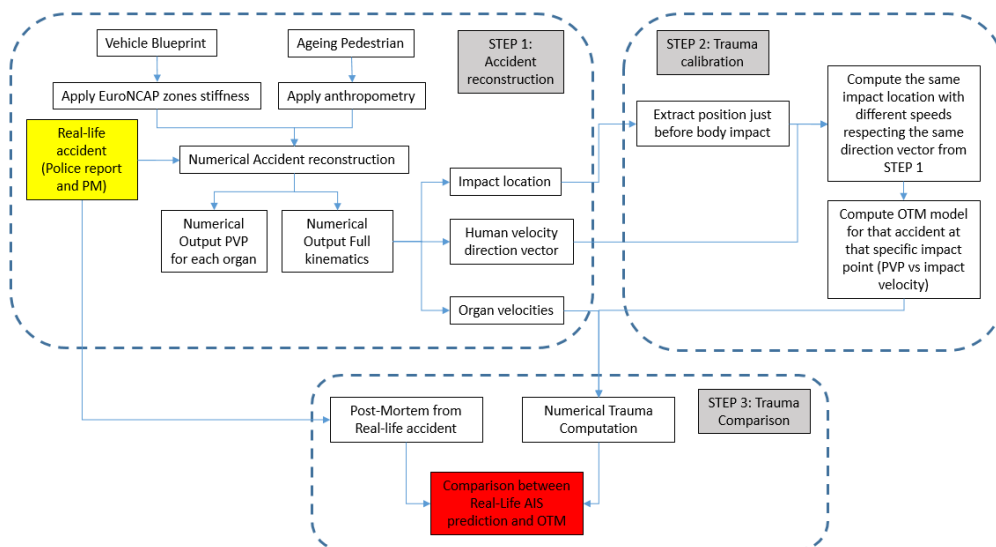 Vehicle Blueprint
Ageing Pedestrian
STEP 1:
Accident
reconstruction
Apply EuroNCAP zones stiffness
Apply anthropometry
Real-life
accident
(Police report
and PM)
Numerical Accident reconstruction
Numerical
Output PVP
for each organ
Numerical
Output Full
kinematics
Impact location
Human velocity
direction vector
Organ velocities
STEP 2: Trauma
calibration
Extract position just
before body impact
Compute the same
impact location with
different speeds
respecting the same
direction vector from
STEP 1
Compute OTM model
for that accident at
that specific impact
point (PVP vs impact
velocity)
STEP 3: Trauma
Comparison
Post-Mortem from
Real-life accident
Numerical Trauma
Computation
Comparison between
Real-Life AIS
prediction and OTM